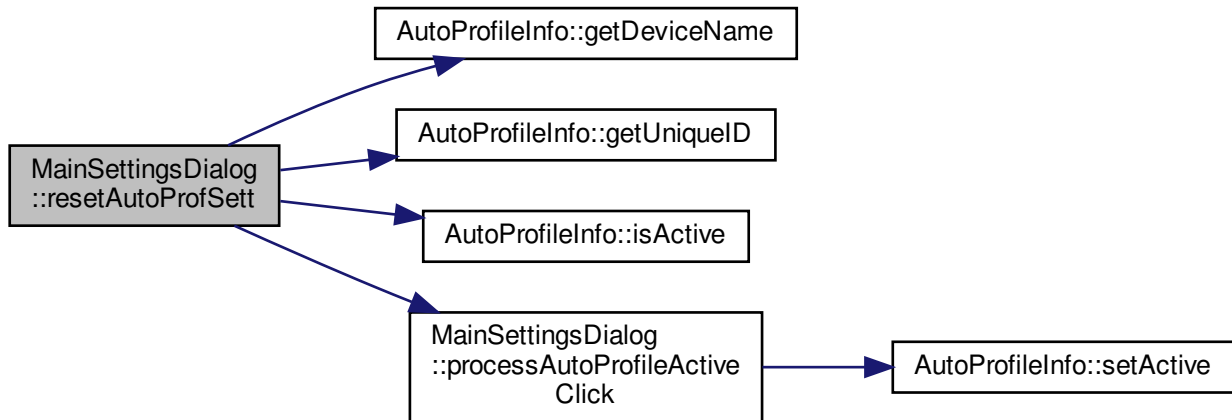 AutoProfileInfo::getDeviceName
AutoProfileInfo::getUniqueID
MainSettingsDialog
::resetAutoProfSett
AutoProfileInfo::isActive
MainSettingsDialog
::processAutoProfileActive
Click
AutoProfileInfo::setActive